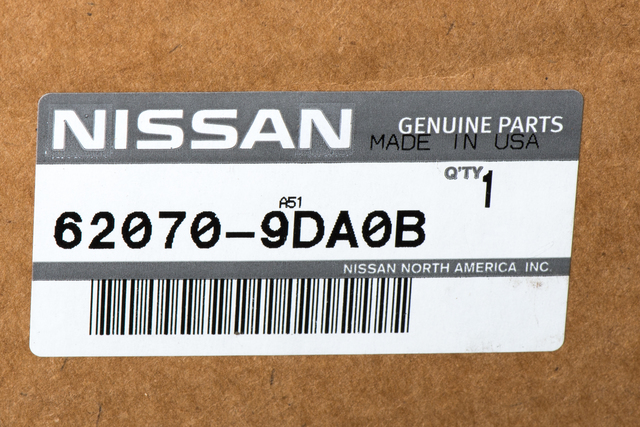 NISSAN
GENUINE PARTS
MADE IN USA
Q'TY 1
A51
62070-9DA0B
NISSAN NORTH AMERICA, INC.